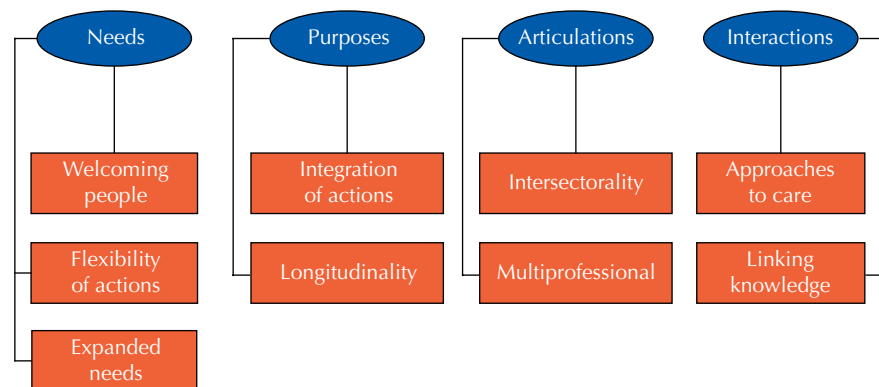 Needs
Purposes
Articulations
Interactions
Welcoming
people
Integration
of actions
Intersectorality
Approaches
to care
Flexibility
of actions
Longitudinality
Multiprofessional
Linking
knowledge
Expanded
needs